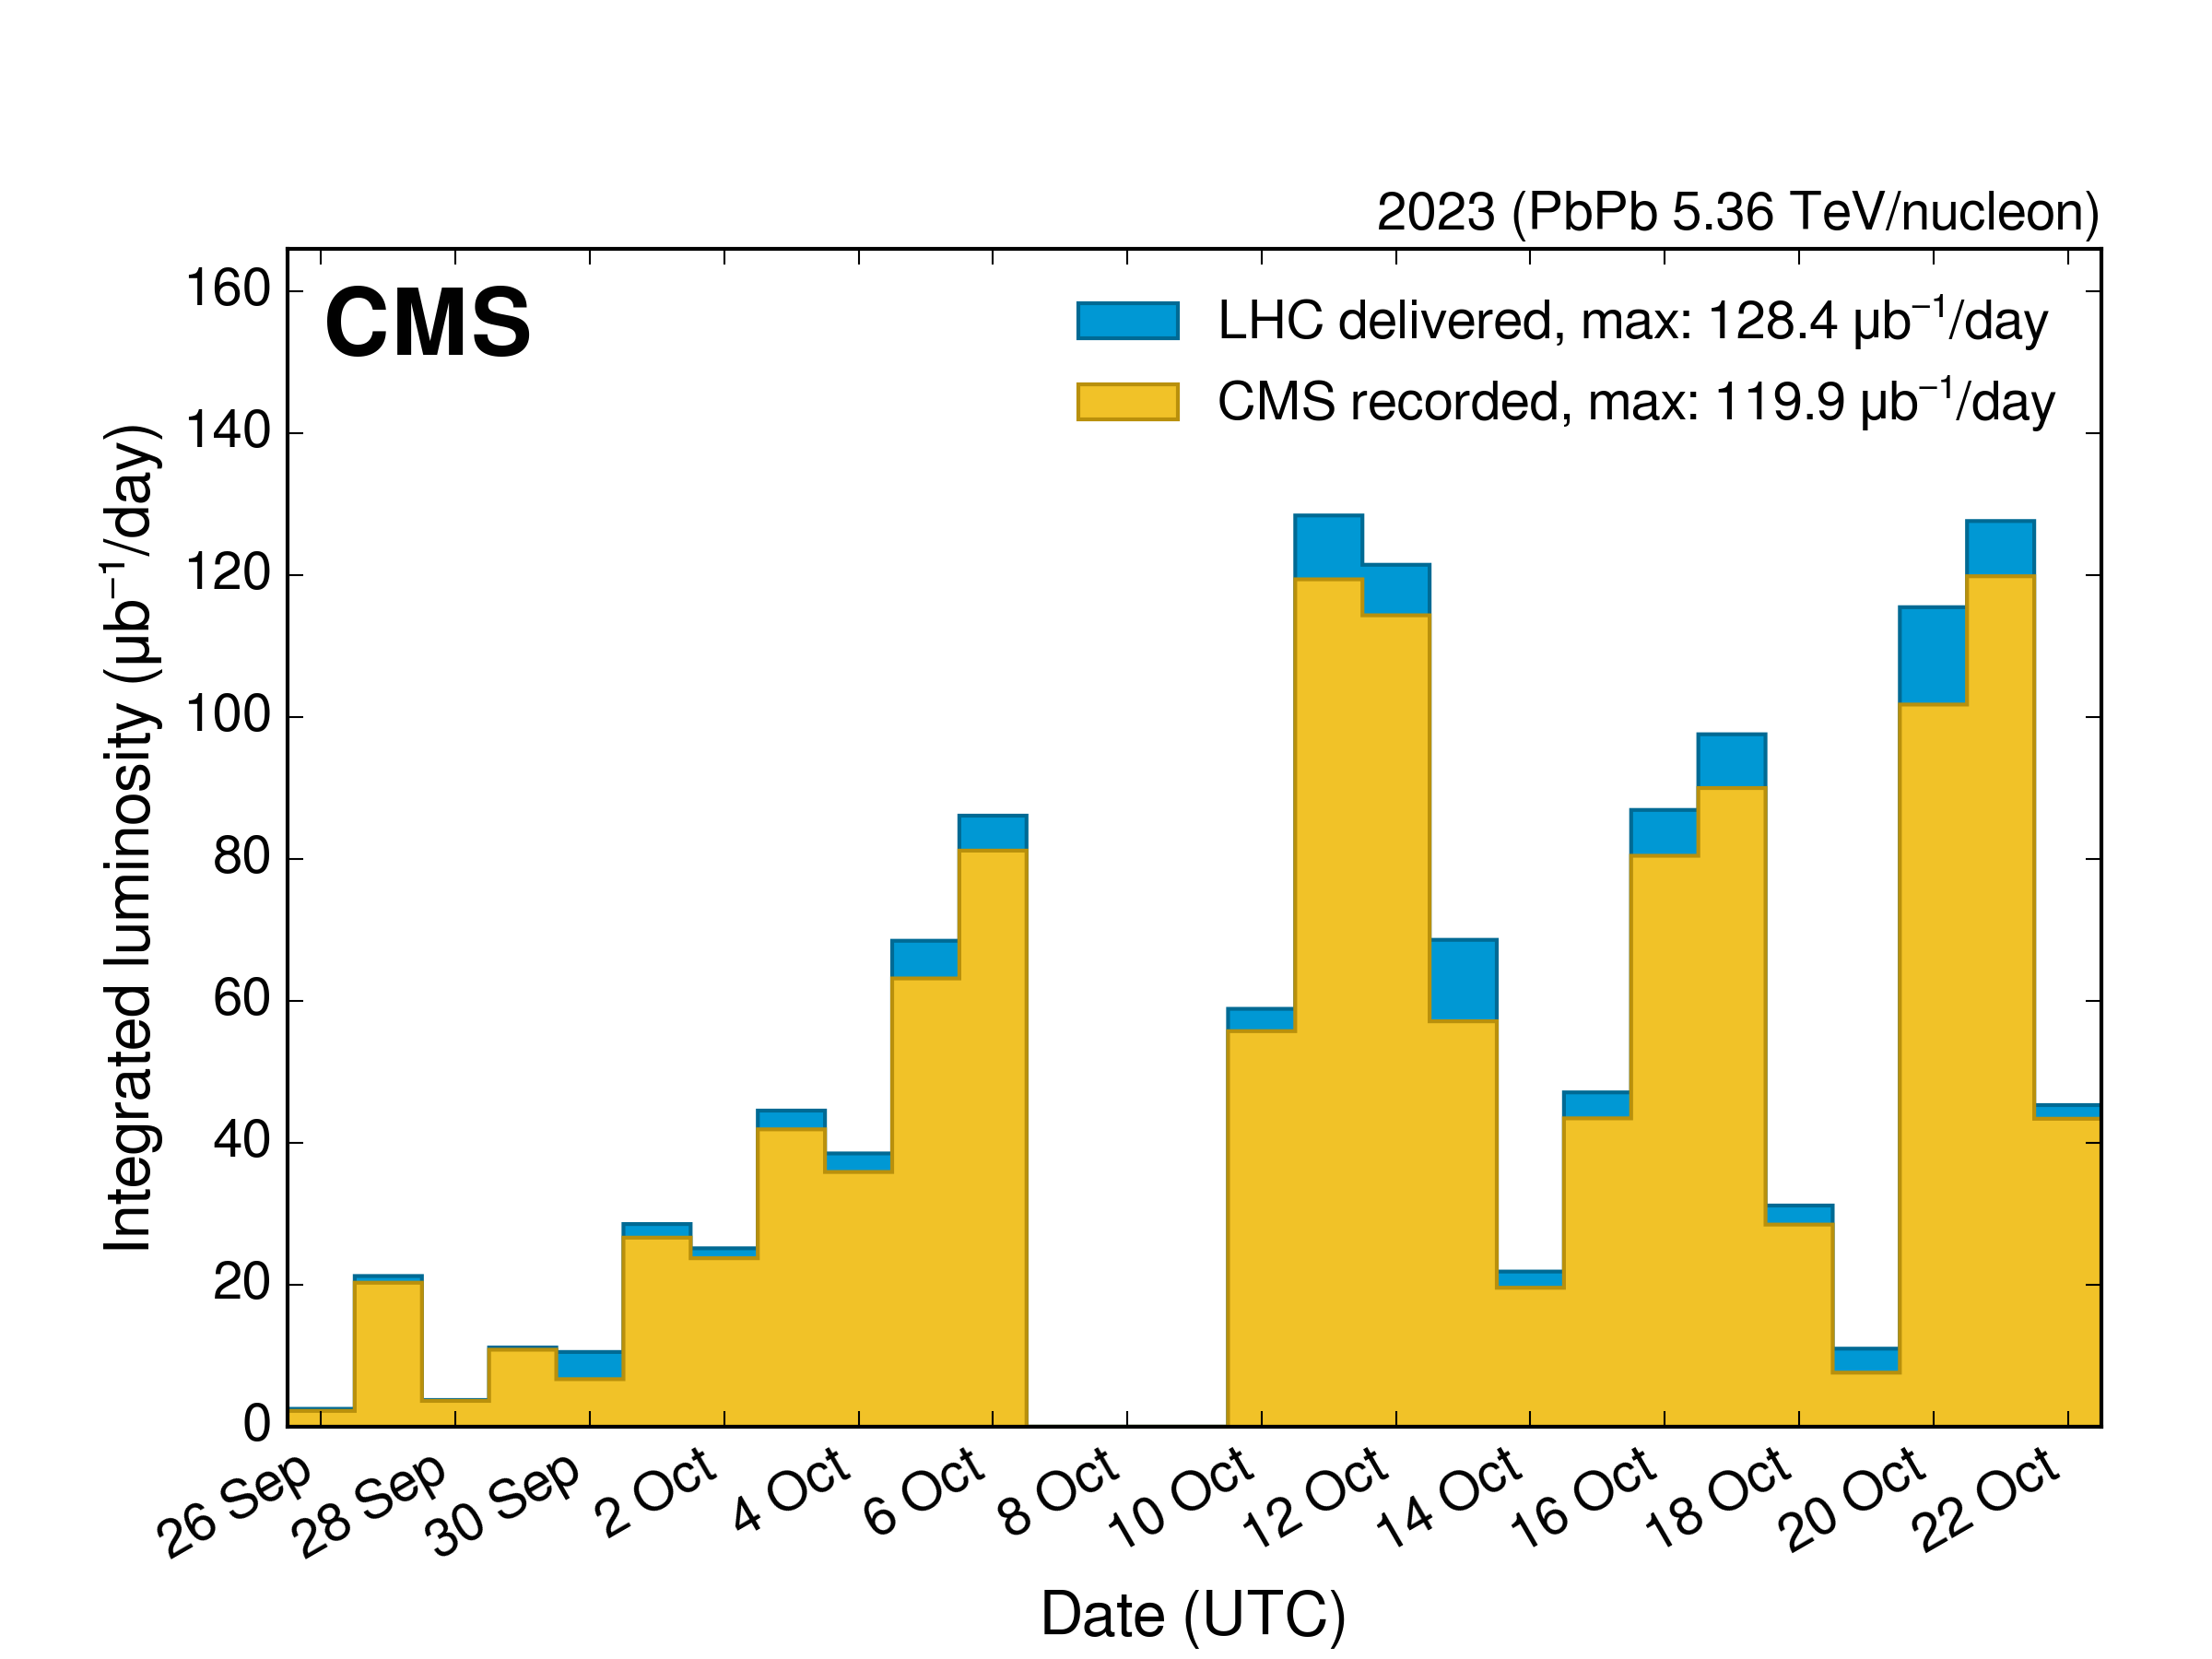 2023 (PbPb 5.36 TeV/nucleon)
CMS
LHC delivered, max: 128.4 µb⁻¹/day
CMS recorded, max: 119.9 µb⁻¹/day
Integrated luminosity (µb⁻¹/day)
160
140
120
100
80
60
40
20
0
26 Sep
28 Sep
30 Sep
2 Oct
4 Oct
6 Oct
8 Oct
10 Oct
12 Oct
14 Oct
16 Oct
18 Oct
20 Oct
22 Oct
Date (UTC)